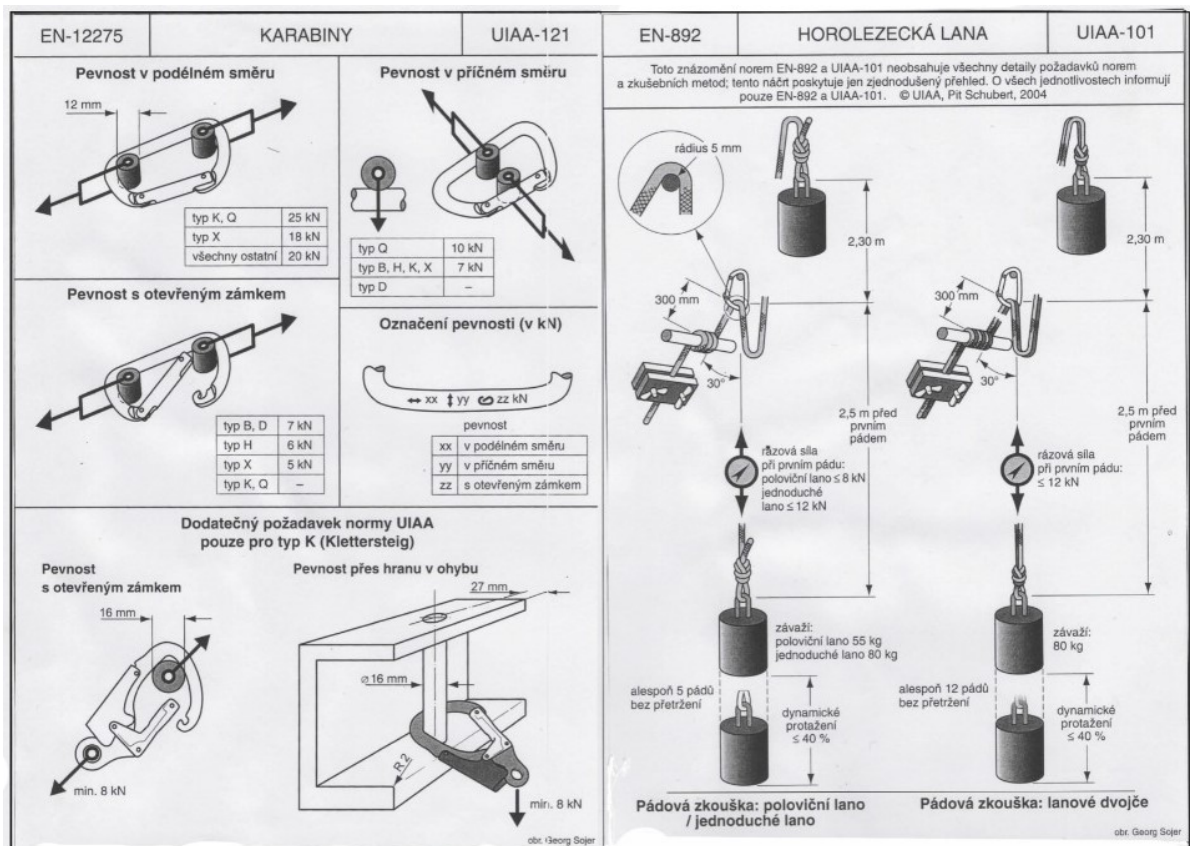 EN-12275
KARABINY
UIAA-121
Pevnost v podélném směru
12 mm
typ K, Q 25 kN
typ X 18 kN
všechny ostatní 20 kN
Pevnost v příčném směru
typ Q 10 kN
typ B, H, K, X 7 kN
typ D –
Pevnost s otevřeným zámkem
typ B, D 7 kN
typ H 6 kN
typ X 5 kN
typ K, Q –
Označení pevnosti (v kN)
xx yy zz kN
pevnost
xx v podélném směru
yy v příčném směru
zz s otevřeným zámkem
Dodatečný požadavek normy UIAA
pouze pro typ K (Klettersteig)
Pevnost
s otevřeným zámkem
16 mm
min. 8 kN
Pevnost přes hranu v ohybu
27 mm
ø 16 mm
R 2
min. 8 kN
obr. Georg Sojer
EN-892
HOROLEZECKÁ LANA
UIAA-101
Toto znázornění norem EN-892 a UIAA-101 neobsahuje všechny detaily požadavků norem
a zkušebních metod; tento náčrt poskytuje jen zjednodušený přehled. O všech jednotlivostech informují
pouze EN-892 a UIAA-101. © UIAA, Pit Schubert, 2004
rádius 5 mm
2,30 m
300 mm
30°
2,5 m před
prvním
pádem
rázová síla
při prvním pádu:
poloviční lano ≤ 8 kN
jednoduché
lano ≤ 12 kN
závaží:
poloviční lano 55 kg
jednoduché lano 80 kg
alespoň 5 pádů
bez přetržení
dynamické
protažení
≤ 40 %
Pádová zkouška: poloviční lano
/ jednoduché lano
2,30 m
300 mm
30°
2,5 m před
prvním
pádem
rázová síla
při prvním pádu:
≤ 12 kN
závaží:
80 kg
alespoň 12 pádů
bez přetržení
dynamické
protažení
≤ 40 %
Pádová zkouška: lanové dvojče
obr. Georg Sojer